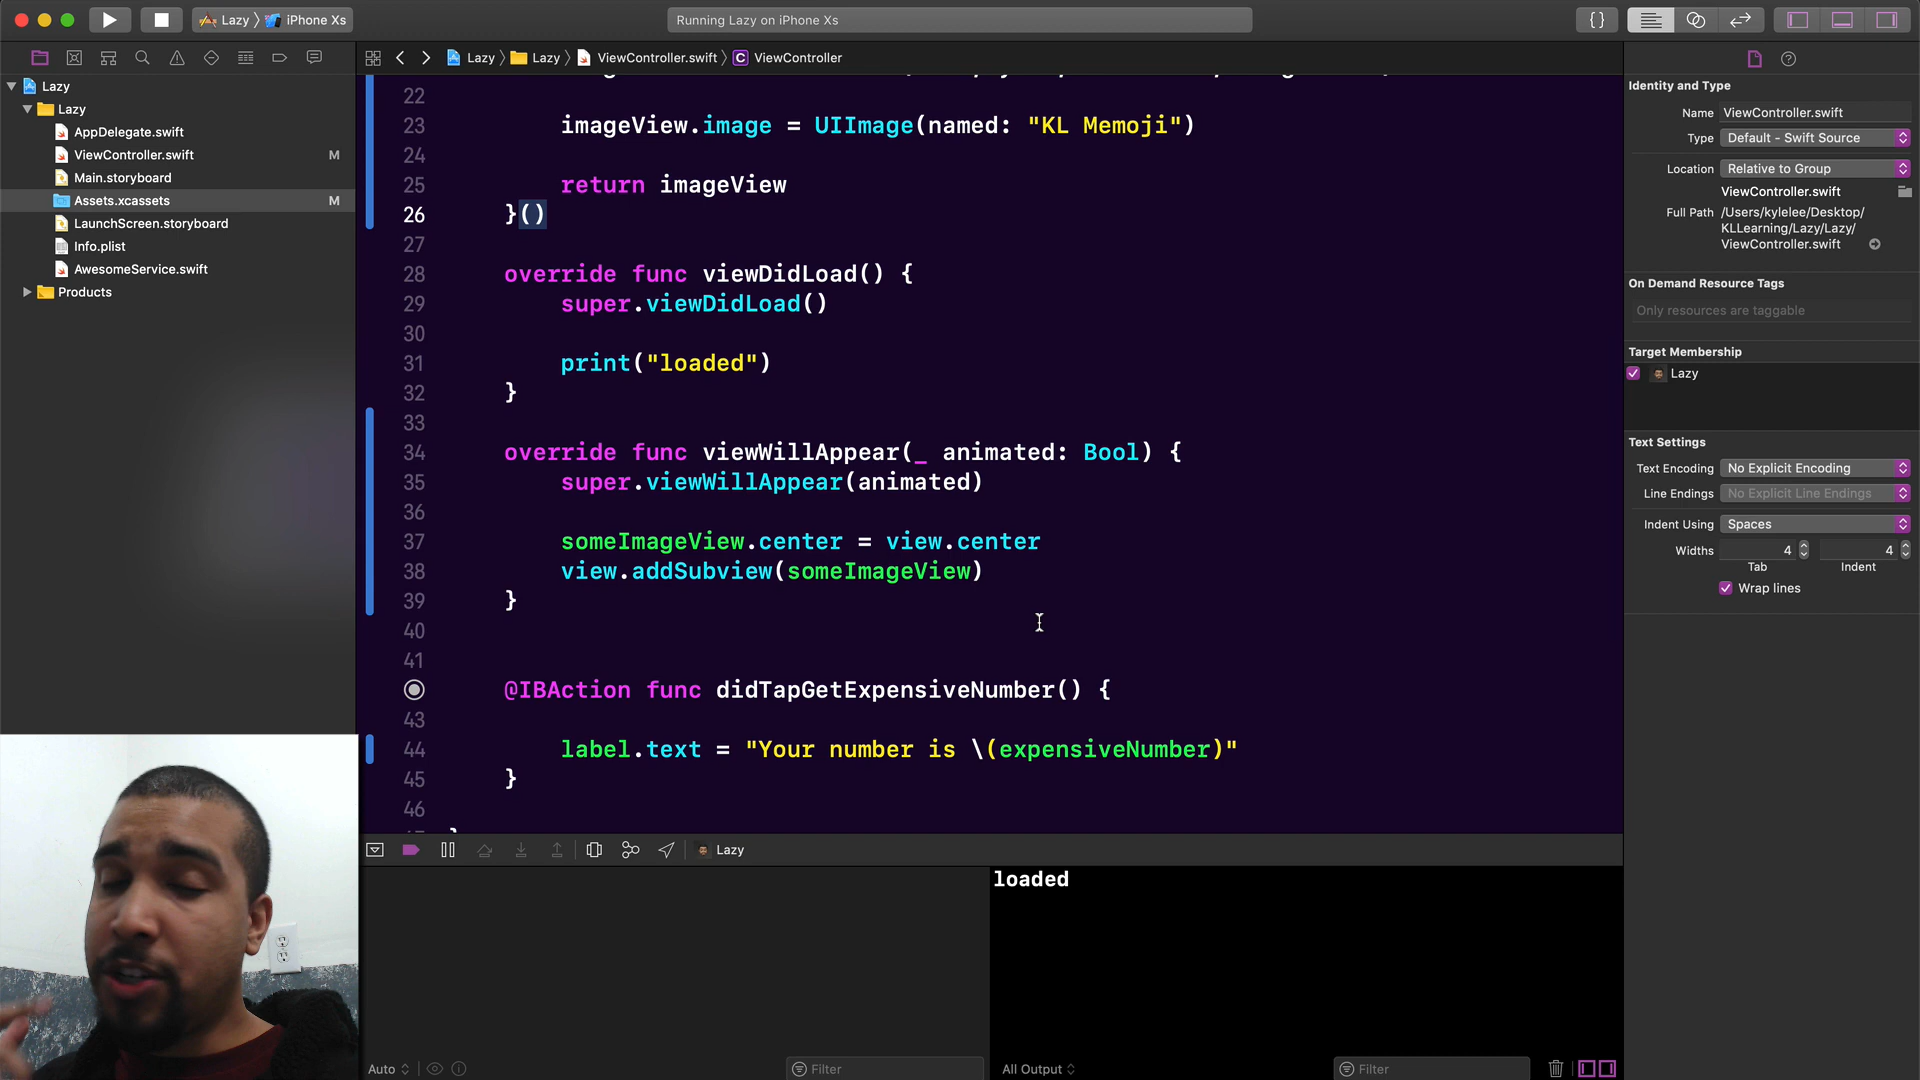 Lazy
iPhone Xs
Running Lazy on iPhone Xs
{}
Lazy
Lazy
ViewController.swift
C
ViewController
Lazy
Lazy
AppDelegate.swift
ViewController.swift
M
Main.storyboard
Assets.xcassets
M
LaunchScreen.storyboard
Info.plist
AwesomeService.swift
Products
22
23 imageView.image = UIImage(named: "KL Memoji")
24
25 return imageView
26 }()
27
28 override func viewDidLoad() {
29 super.viewDidLoad()
30
31 print("loaded")
32 }
33
34 override func viewWillAppear(_ animated: Bool) {
35 super.viewWillAppear(animated)
36
37 someImageView.center = view.center
38 view.addSubview(someImageView)
39 }
40
41
@IBAction func didTapGetExpensiveNumber() {
43
44 label.text = "Your number is \(expensiveNumber)"
45 }
46
Lazy
loaded
Auto
Filter
All Output
Filter
Identity and Type
Name ViewController.swift
Type Default - Swift Source
Location Relative to Group
ViewController.swift
Full Path /Users/kylelee/Desktop/
KLLearning/Lazy/Lazy/
ViewController.swift
On Demand Resource Tags
Only resources are taggable
Target Membership
Lazy
Text Settings
Text Encoding No Explicit Encoding
Line Endings No Explicit Line Endings
Indent Using Spaces
Widths 4 4
Tab Indent
Wrap lines